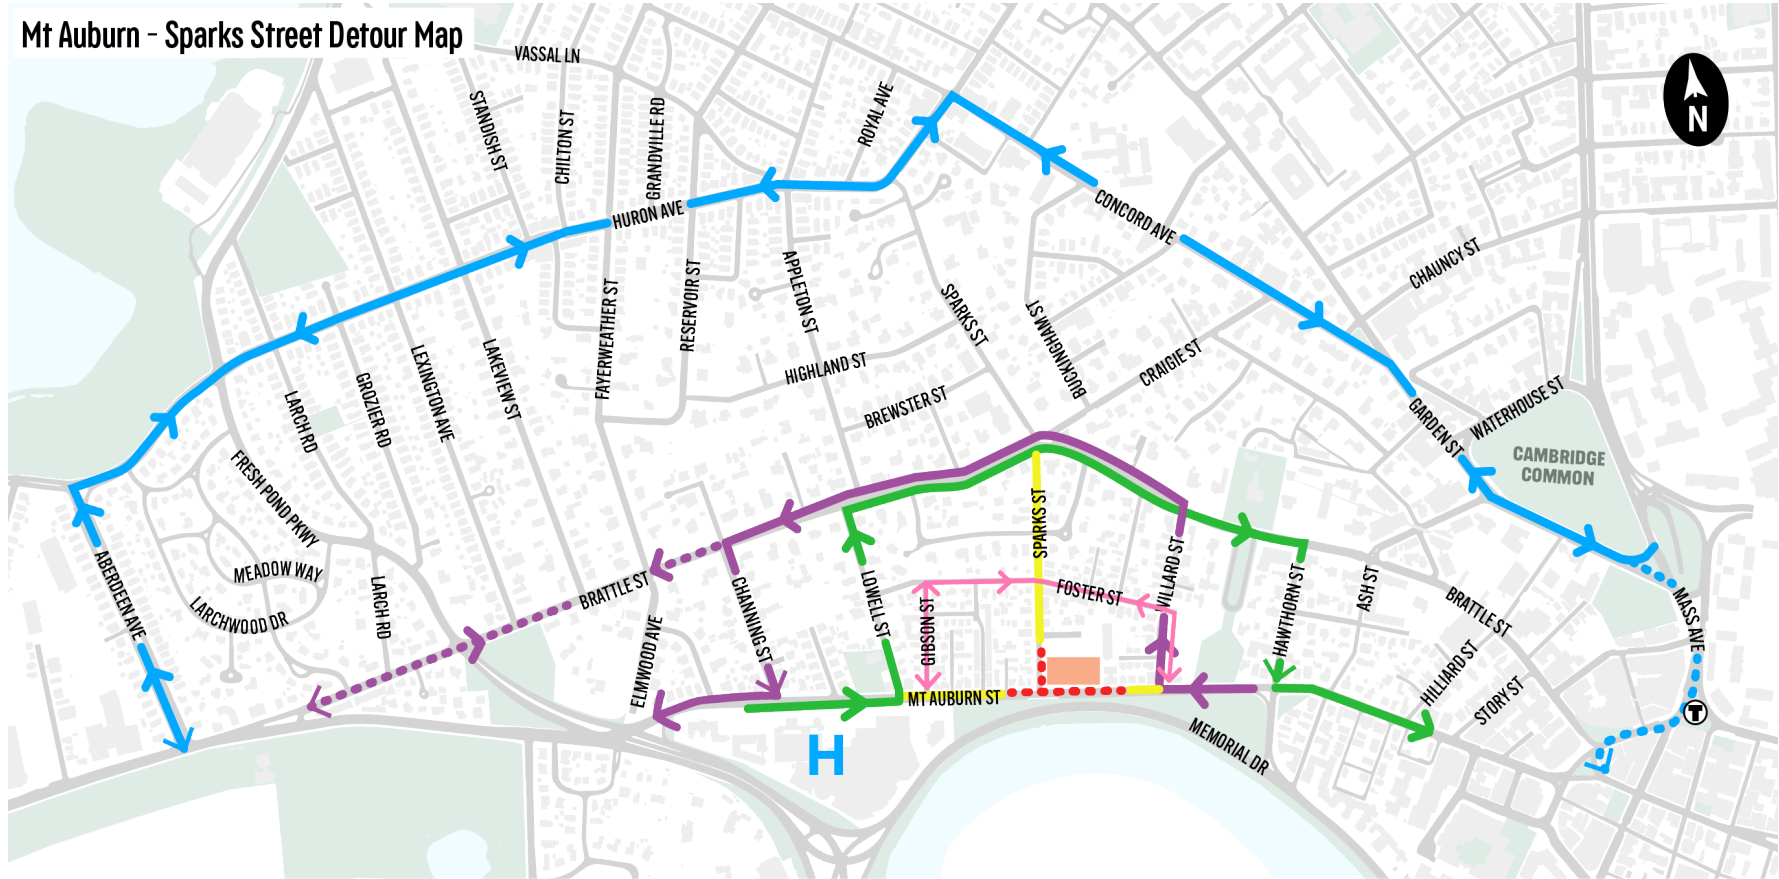 Mt Auburn - Sparks Street Detour Map
N
VASSAL LN
STANDISH ST
CHILTON ST
GRANDVILLE RD
ROYAL AVE
HURON AVE
CONCORD AVE
CHAUNCY ST
FAYERWEATHER ST
RESERVOIR ST
APPLETON ST
SPARKS ST
BUCKINGHAM ST
CRAIGIE ST
HIGHLAND ST
BREWSTER ST
LARCH RD
GROZIER RD
LEXINGTON AVE
LAKEVIEW ST
GARDEN ST
WATERHOUSE ST
CAMBRIDGE
COMMON
FRESH POND PKWY
MEADOW WAY
LARCHWOOD DR
LARCH RD
ABERDEEN AVE
BRATTLE ST
ELMWOOD AVE
CHANNING ST
LOWELL ST
GIBSON ST
SPARKS ST
FOSTER ST
WILLARD ST
HAWTHORN ST
ASH ST
BRATTLE ST
HILLIARD ST
STORY ST
MASS AVE
T
MT AUBURN ST
MEMORIAL DR
H